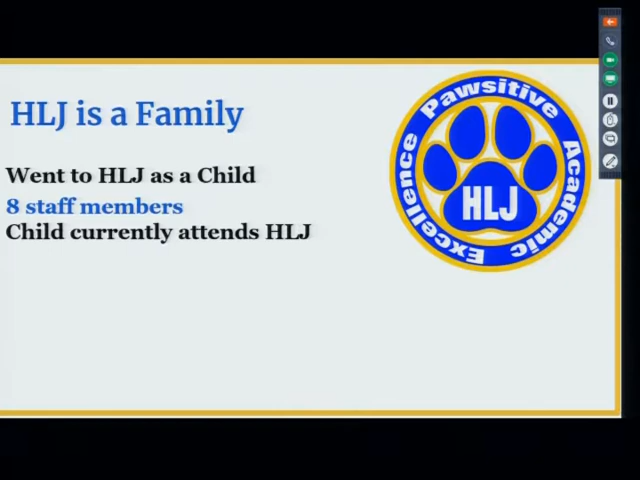 HLJ is a Family
Went to HLJ as a Child
8 staff members
Child currently attends HLJ
Pawsitive Academic Excellence
HLJ